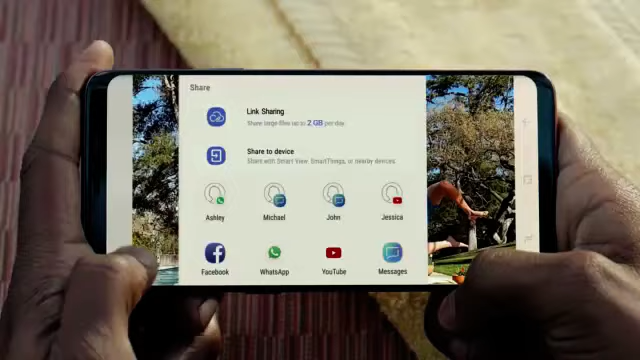 Share
Link Sharing
Share large files up to 2 GB per day.
Share to device
Share with Smart View, SmartThings, or nearby devices.
Ashley Michael John Jessica
Facebook WhatsApp YouTube Messages